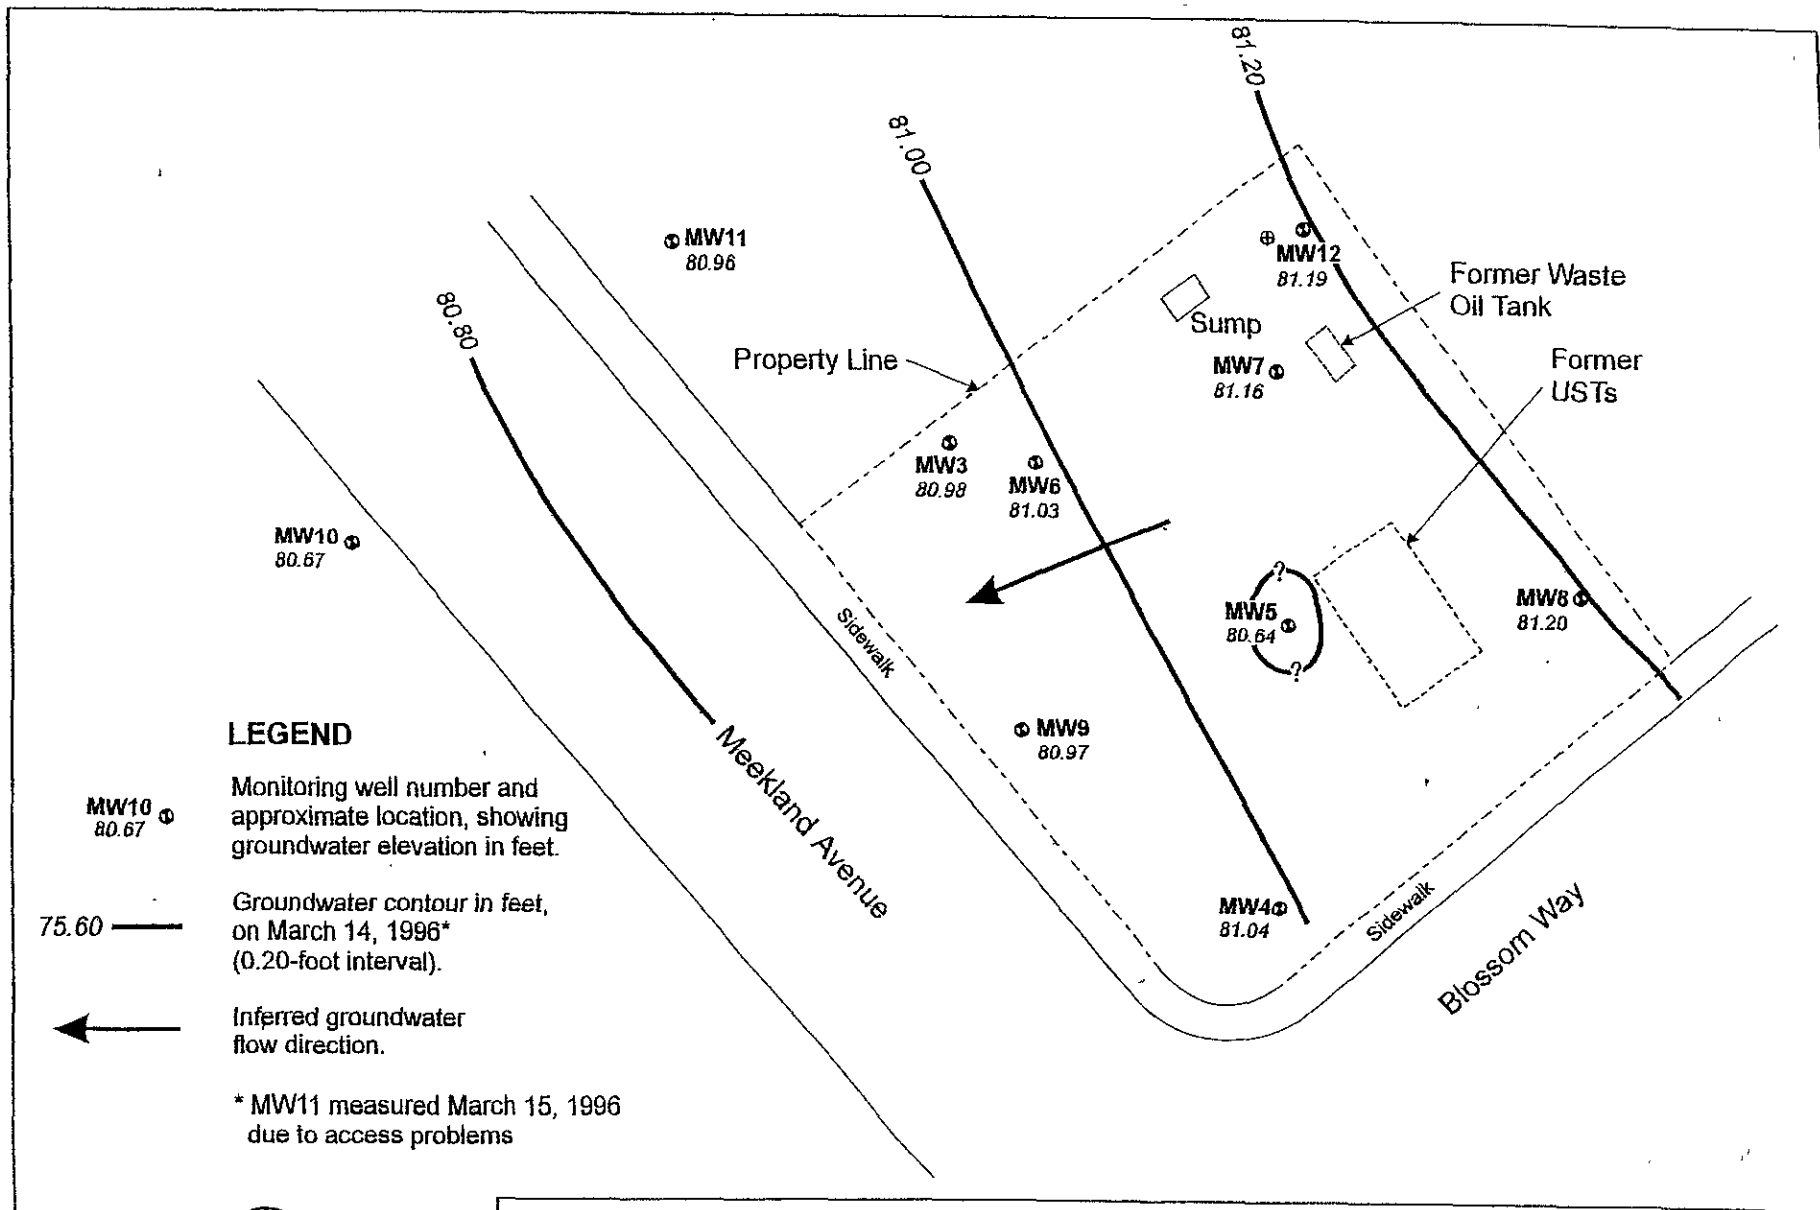 81.20
81.00
80.80
MW11
80.96
MW12
81.19
Former Waste
Oil Tank
Sump
Property Line
MW7
81.16
Former
USTs
MW3
80.98
MW6
81.03
MW10
80.67
?
MW5
80.64
?
MW8
81.20
Sidewalk
MW9
80.97
Meekland Avenue
MW4
81.04
Sidewalk
Blossom Way
LEGEND
MW10
80.67
Monitoring well number and
approximate location, showing
groundwater elevation in feet.
75.60
Groundwater contour in feet,
on March 14, 1996*
(0.20-foot interval).
Inferred groundwater
flow direction.
* MW11 measured March 15, 1996
due to access problems